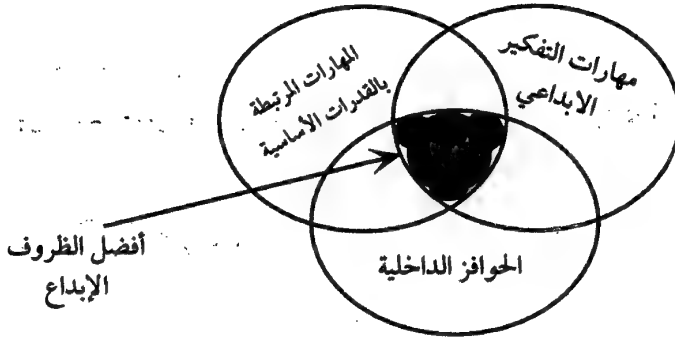 مهارات التفكير
الابداعي
المهارات المرتبطة
بالقدرات الأساسية
الحوافز الداخلية
أفضل الظروف
الإبداع